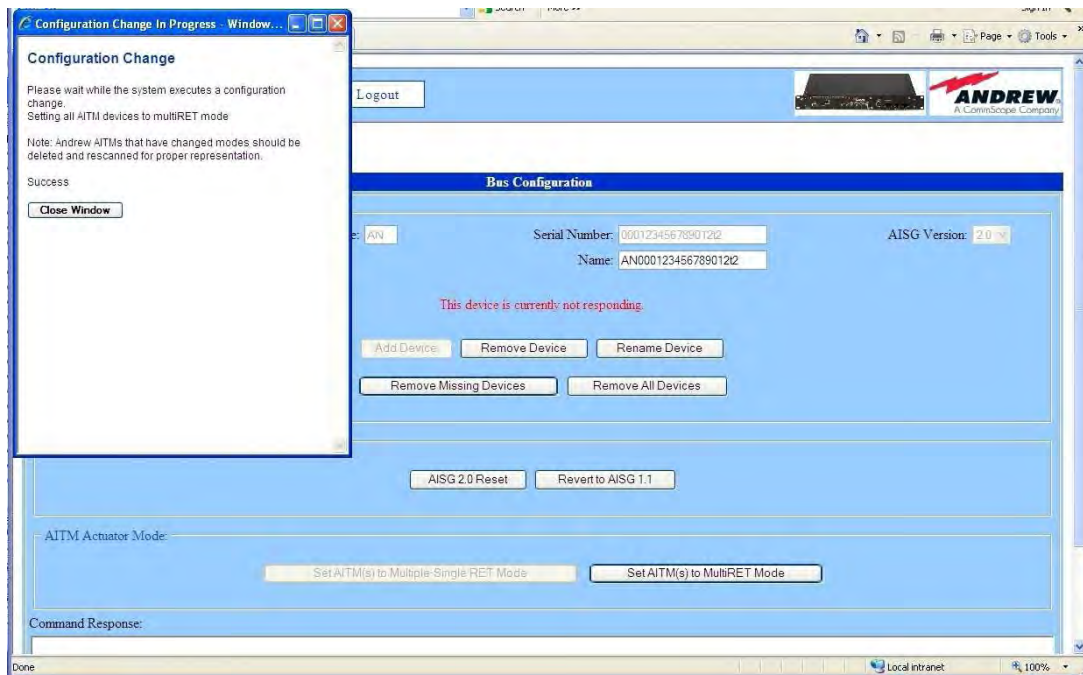 Configuration Change In Progress - Window...
Configuration Change
Please wait while the system executes a configuration
change.
Setting all AITM devices to multiRET mode
Note: Andrew AITMs that have changed modes should be
deleted and rescanned for proper representation.
Success
Close Window
Page
Tools
Logout
ANDREW
A CommScope Company
Bus Configuration
AN
Serial Number: 000123456789012t2
AISG Version: 2.0
Name: AN000123456789012t2
This device is currently not responding.
Add Device
Remove Device
Rename Device
Remove Missing Devices
Remove All Devices
AISG 2.0 Reset
Revert to AISG 1.1
AITM Actuator Mode:
Set AITM(s) to Multiple Single RET Mode
Set AITM(s) to MultiRET Mode
Command Response:
Done
Local intranet
100%